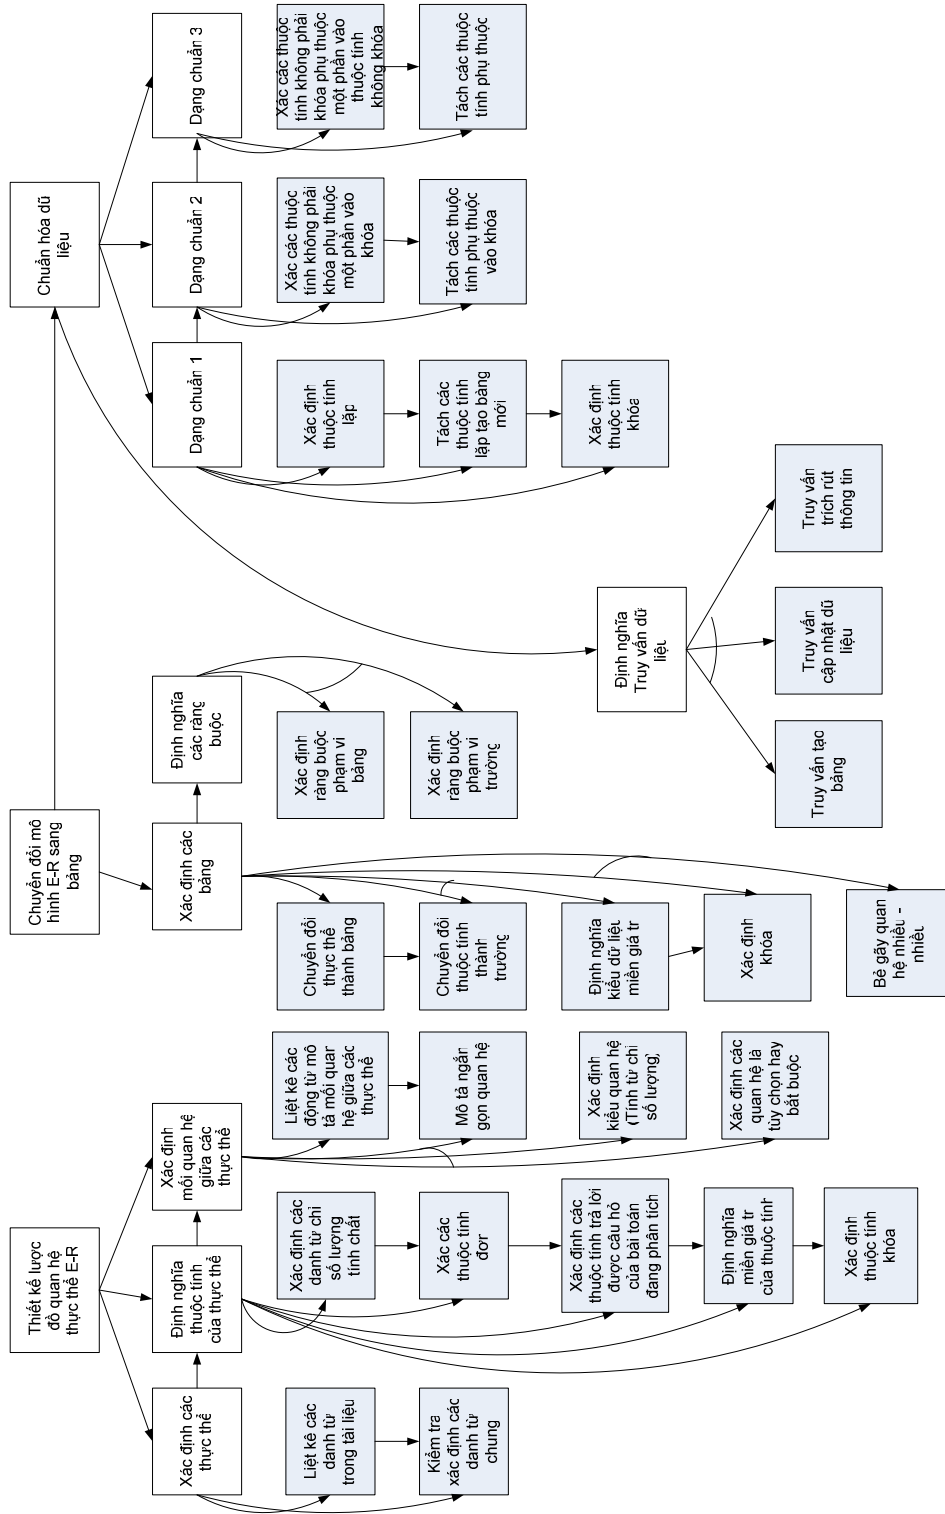 Thiết kế lược
đồ quan hệ
thực thể E-R
Chuyển đổi mô
hình E-R sang
bảng
Chuẩn hóa dũ
liệu
Xác định các
thực thể
Định nghĩa
thuộc tính
của thực thể
Xác định
mối quan hệ
giữa các
thực thể
Xác định các
bảng
Định nghĩa
các ràng
buộc
Dạng chuẩn 1
Dạng chuẩn 2
Dạng chuẩn 3
Liệt kê các
danh từ
trong tài liệu
Kiểm tra
xác định các
danh từ
chung
Xác định các
danh từ chỉ
số lượng
tính chất
Xác các
thuộc tính
đơn
Xác định các
thuộc tính trả lời
được câu hỏ
của bài toán
đang phân tích
Định nghĩa
miền giá tr
của thuộc tính
Xác định
thuộc tính
khóa
Liệt kê các
động từ mô
tả mối quan
hệ giữa các
thực thể
Mô tả ngắn
gọn quan hệ
Xác định
kiểu quan hệ
(Tính từ chỉ
số lượng)
Xác định các
quan hệ là
tùy chọn hay
bắt buộc
Chuyển đổi
thực thể
thành bảng
Chuyển đổi
thuộc tính
thành
trường
Định nghĩa
kiểu dữ liệu
miền giá tr
Xác định
khóa
Bẻ gãy quan
hệ nhiều -
nhiều
Xác định
ràng buộc
phạm vi
bảng
Xác định
ràng buộc
phạm vi
trường
Định nghĩa
Truy vấn dữ
liệu
Truy vấn tạo
bảng
Truy vấn
cập nhật dũ
liệu
Truy vấn
trích rút
thông tin
Xác định
thuộc tính
lặp
Tách các
thuộc tính
lặp tạo bảng
mới
Xác định
thuộc tính
khóa
Xác các thuộc
tính không phải
khóa phụ thuộc
một phần vào
khóa
Tách các thuộc
tính phụ thuộc
vào khóa
Xác các thuộc
tính không phải
khóa phụ thuộc
một phần vào
thuộc tính
không khóa
Tách các thuộc
tính phụ thuộc